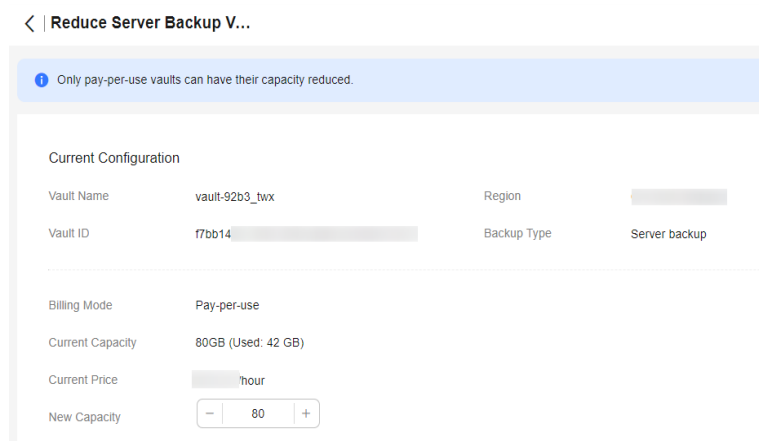 Reduce Server Backup V...
Only pay-per-use vaults can have their capacity reduced.
Current Configuration
Vault Name vault-92b3_twx Region
Vault ID f7bb14 Backup Type Server backup
Billing Mode Pay-per-use
Current Capacity 80GB (Used: 42 GB)
Current Price /hour
New Capacity − 80 +